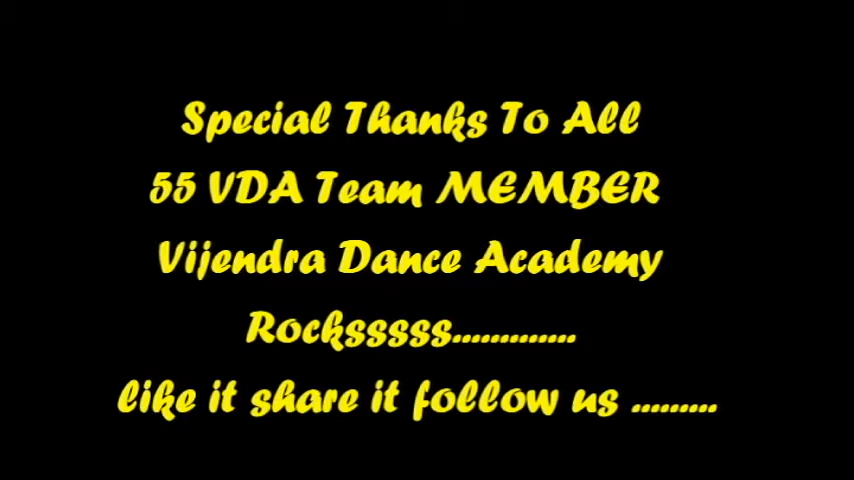 Special Thanks To All
55 VDA Team MEMBER
Vijendra Dance Academy
Rocksssss.............
like it share it follow us .........